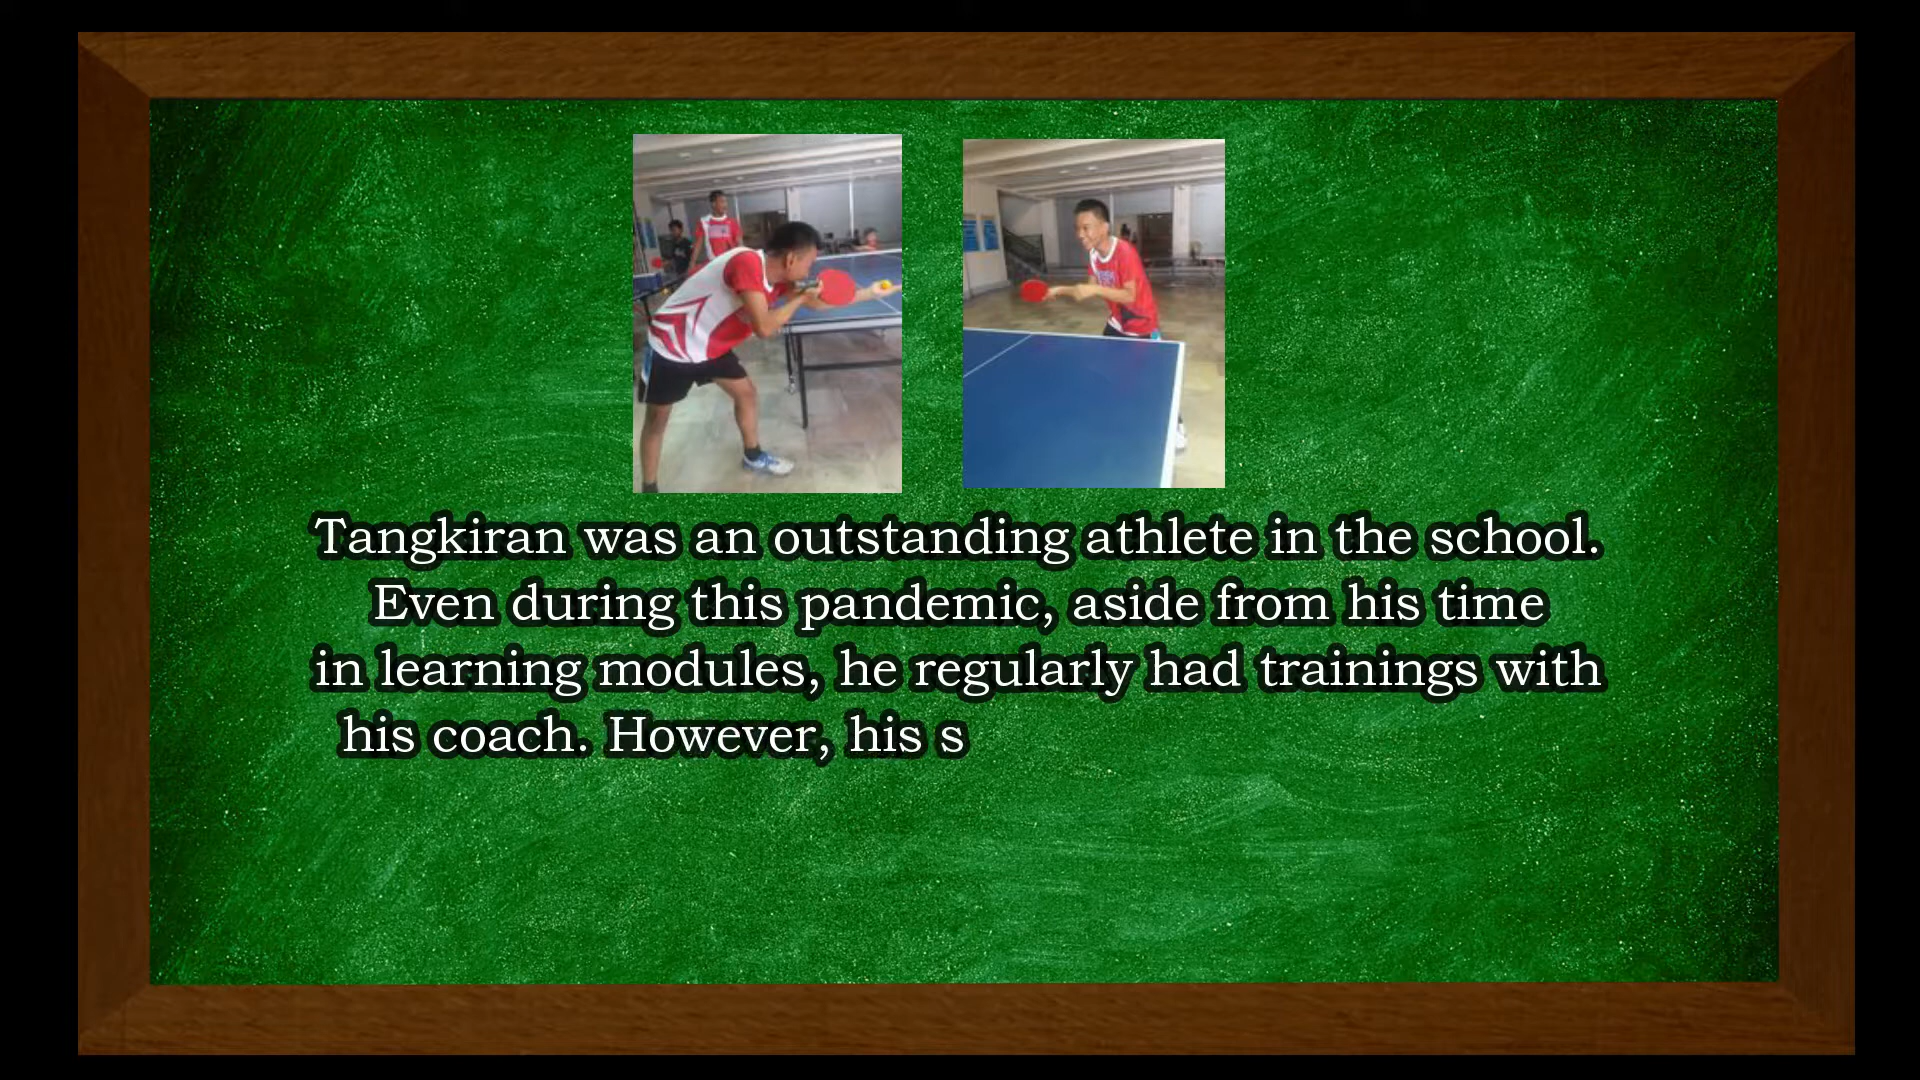 Tangkiran was an outstanding athlete in the school.
Even during this pandemic, aside from his time
in learning modules, he regularly had trainings with
his coach. However, his s